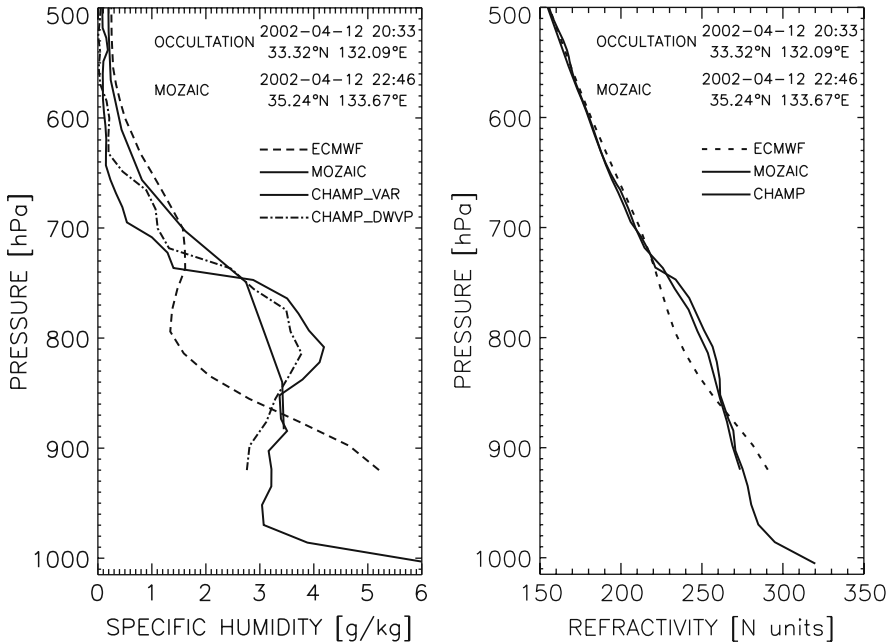 500
600
700
800
900
1000
PRESSURE [hPa]
OCCULTATION 2002-04-12 20:33
33.32°N 132.09°E
MOZAIC 2002-04-12 22:46
35.24°N 133.67°E
ECMWF
MOZAIC
CHAMP_VAR
CHAMP_DWVP
0 1 2 3 4 5 6
SPECIFIC HUMIDITY [g/kg]
500
600
700
800
900
1000
PRESSURE [hPa]
OCCULTATION 2002-04-12 20:33
33.32°N 132.09°E
MOZAIC 2002-04-12 22:46
35.24°N 133.67°E
ECMWF
MOZAIC
CHAMP
150 200 250 300 350
REFRACTIVITY [N units]